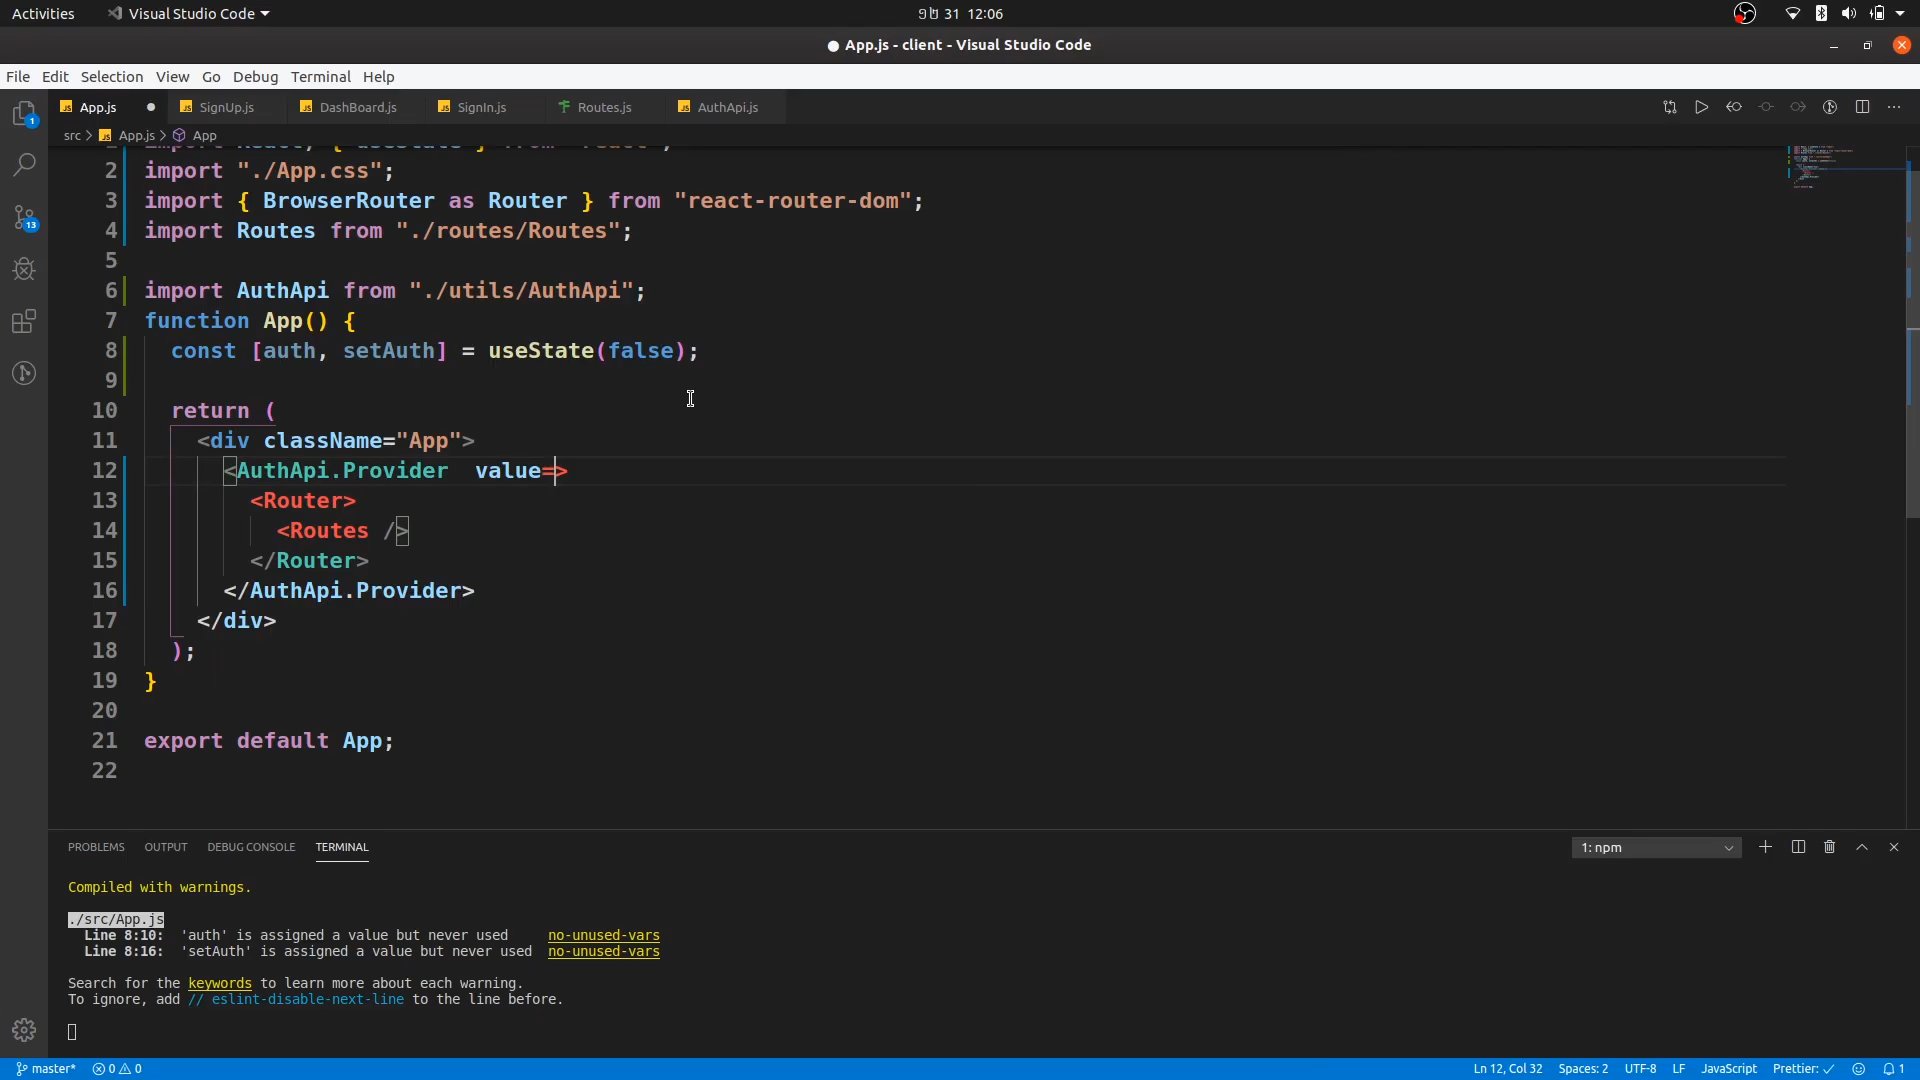 Activities
Visual Studio Code
31 12:06
● App.js - client - Visual Studio Code
File Edit Selection View Go Debug Terminal Help
App.js SignUp.js DashBoard.js SignIn.js Routes.js AuthApi.js
src > App.js > App
2 import "./App.css";
3 import { BrowserRouter as Router } from "react-router-dom";
4 import Routes from "./routes/Routes";
5
6 import AuthApi from "./utils/AuthApi";
7 function App() {
8 const [auth, setAuth] = useState(false);
9
10 return (
11 <div className="App">
12 <AuthApi.Provider  value=>
13 <Router>
14 <Routes />
15 </Router>
16 </AuthApi.Provider>
17 </div>
18 );
19 }
20
21 export default App;
22
PROBLEMS OUTPUT DEBUG CONSOLE TERMINAL
1: npm
Compiled with warnings.
./src/App.js
Line 8:10: 'auth' is assigned a value but never used no-unused-vars
Line 8:16: 'setAuth' is assigned a value but never used no-unused-vars
Search for the keywords to learn more about each warning.
To ignore, add // eslint-disable-next-line to the line before.
master* 0 0
Ln 12, Col 32 Spaces: 2 UTF-8 LF JavaScript Prettier: ✓ 1
1
13